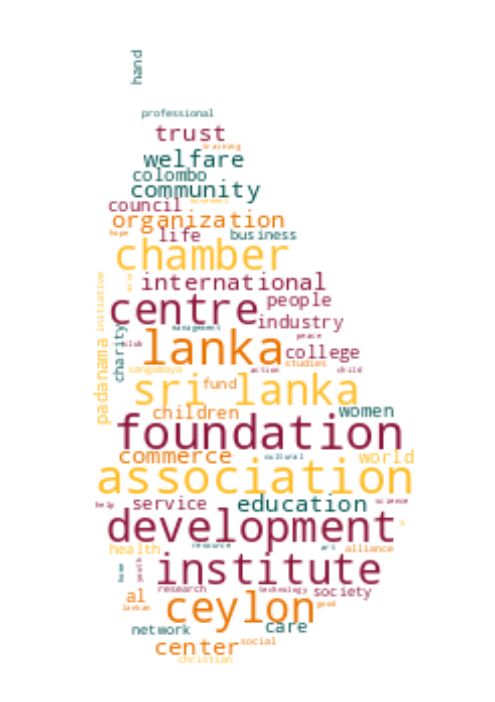 hand
professional
trust
training
welfare
colombo
community
movement
council
organization
hope
life
business
chamber
asia
initiative
international
centre
people
industry
management
peace
charity
club
lanka
college
studies
sangamaya
action
child
padanama
sri lanka
fund
children
women
foundation
commerce
cultural
world
association
help
service
education
science
development
s
health
resource
art
alliance
home
youth
institute
research
technology
society
al
lankan
ceylon
good
network
care
center
social
christian